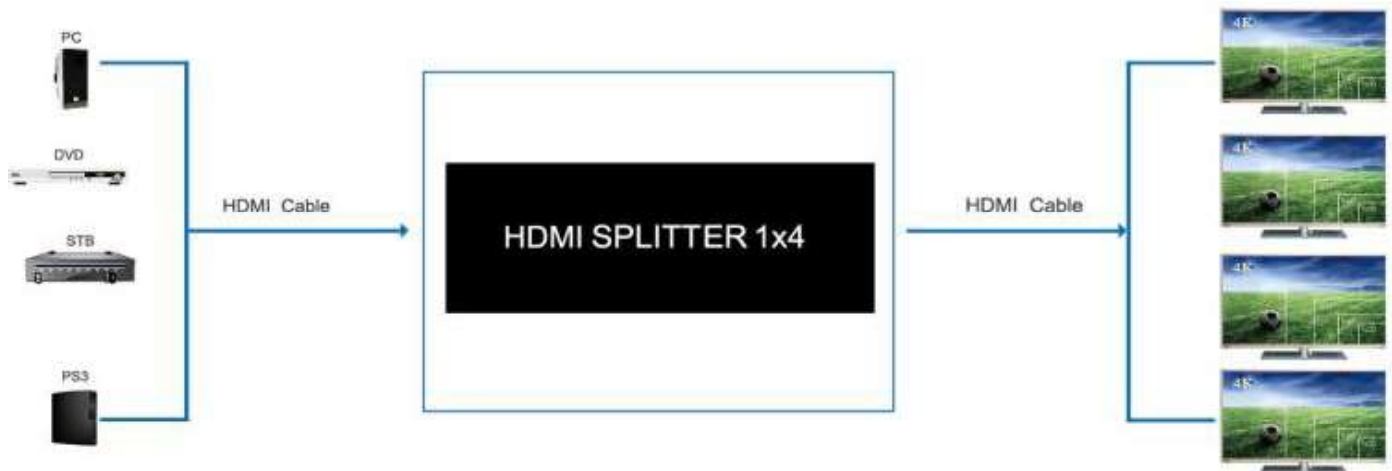 PC
DVD
STB
PS3
HDMI Cable
HDMI SPLITTER 1x4
HDMI Cable
4K
4K
4K
4K